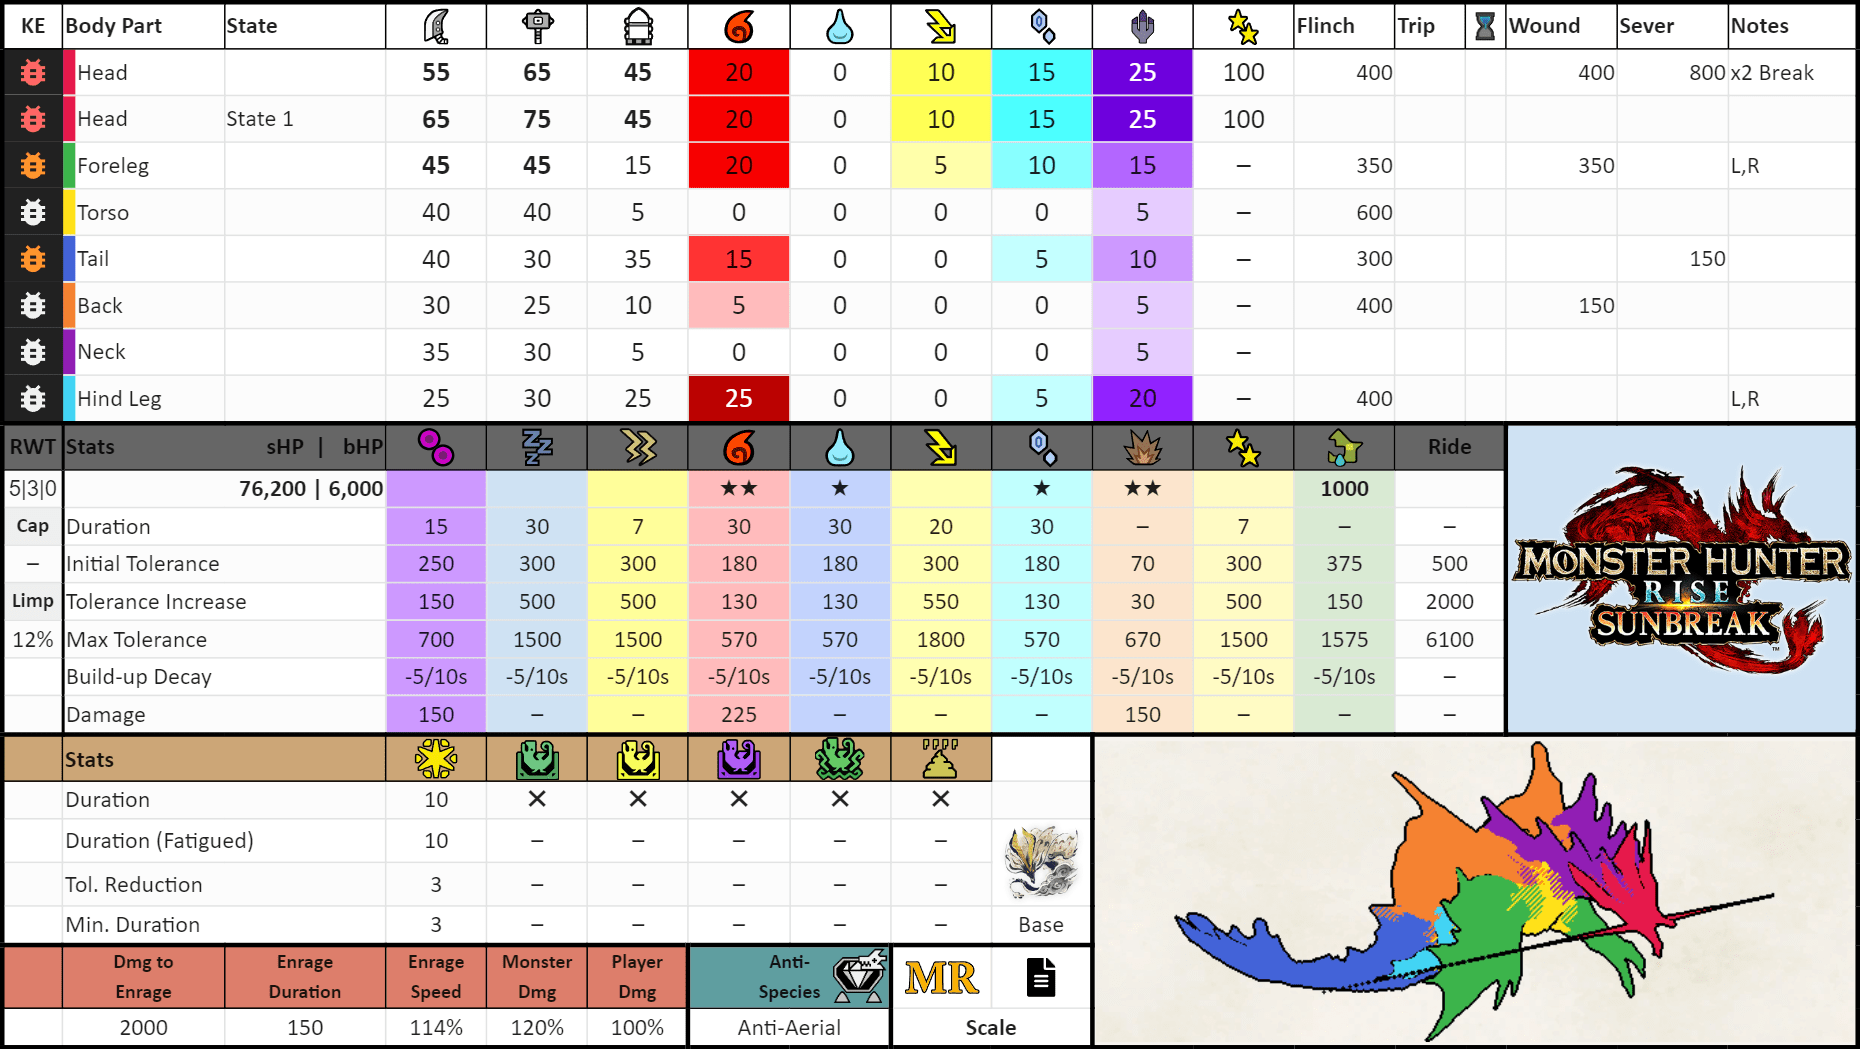 KE Body Part State Flinch Trip Wound Sever Notes
Head 55 65 45 20 0 10 15 25 100 400 400 800 x2 Break
Head State 1 65 75 45 20 0 10 15 25 100
Foreleg 45 45 15 20 0 5 10 15 – 350 350 L,R
Torso 40 40 5 0 0 0 0 5 – 600
Tail 40 30 35 15 0 0 5 10 – 300 150
Back 30 25 10 5 0 0 0 5 – 400 150
Neck 35 30 5 0 0 0 0 5 –
Hind Leg 25 30 25 25 0 0 5 20 – 400 L,R
RWT Stats sHP | bHP Ride
5|3|0 76,200 | 6,000 ★★ ★ ★ ★★ 1000
Cap Duration 15 30 7 30 30 20 30 – 7 – –
– Initial Tolerance 250 300 300 180 180 300 180 70 300 375 500
Limp Tolerance Increase 150 500 500 130 130 550 130 30 500 150 2000
12% Max Tolerance 700 1500 1500 570 570 1800 570 670 1500 1575 6100
Build-up Decay -5/10s -5/10s -5/10s -5/10s -5/10s -5/10s -5/10s -5/10s -5/10s -5/10s –
Damage 150 – – 225 – – – 150 – – –
MONSTER HUNTER
RISE
SUNBREAK
™
Stats
Duration 10 ✕ ✕ ✕ ✕ ✕
Duration (Fatigued) 10 – – – – –
Tol. Reduction 3 – – – – –
Min. Duration 3 – – – – – Base
Dmg to Enrage Enrage Duration Enrage Speed Monster Dmg Player Dmg Anti-Species MR
2000 150 114% 120% 100% Anti-Aerial Scale